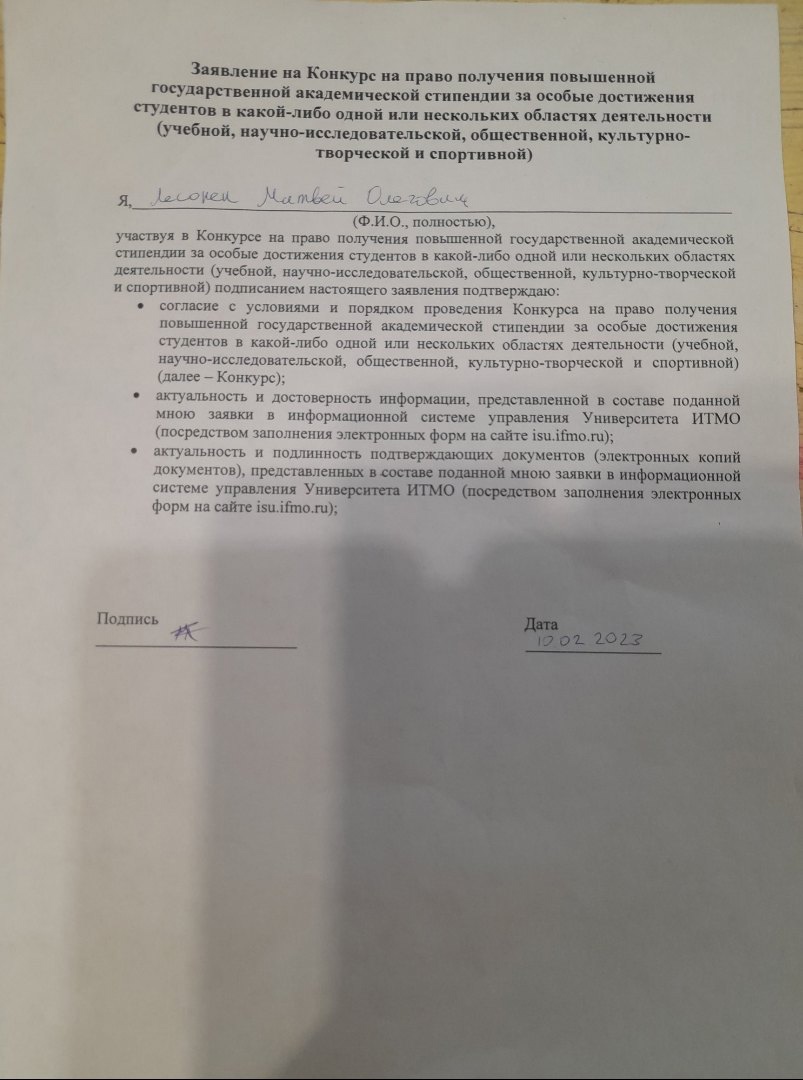 Заявление на Конкурс на право получения повышенной
государственной академической стипендии за особые достижения
студентов в какой-либо одной или нескольких областях деятельности
(учебной, научно-исследовательской, общественной, культурно-
творческой и спортивной)
Я, Матвей Олегович
(Ф.И.О., полностью),
участвуя в Конкурсе на право получения повышенной государственной академической
стипендии за особые достижения студентов в какой-либо одной или нескольких областях
деятельности (учебной, научно-исследовательской, общественной, культурно-творческой
и спортивной) подписанием настоящего заявления подтверждаю:
• согласие с условиями и порядком проведения Конкурса на право получения
повышенной государственной академической стипендии за особые достижения
студентов в какой-либо одной или нескольких областях деятельности (учебной,
научно-исследовательской, общественной, культурно-творческой и спортивной)
(далее – Конкурс);
• актуальность и достоверность информации, представленной в составе поданной
мною заявки в информационной системе управления Университета ИТМО
(посредством заполнения электронных форм на сайте isu.ifmo.ru);
• актуальность и подлинность подтверждающих документов (электронных копий
документов), представленных в составе поданной мною заявки в информационной
системе управления Университета ИТМО (посредством заполнения электронных
форм на сайте isu.ifmo.ru);
Подпись
Дата
10.02 2023